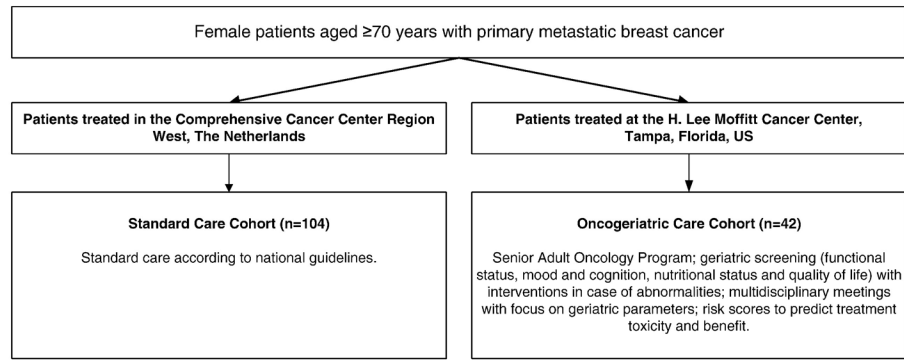 Female patients aged ≥70 years with primary metastatic breast cancer
Patients treated in the Comprehensive Cancer Center Region
West, The Netherlands
Patients treated at the H. Lee Moffitt Cancer Center,
Tampa, Florida, US
Standard Care Cohort (n=104)
Standard care according to national guidelines.
Oncogeriatric Care Cohort (n=42)
Senior Adult Oncology Program; geriatric screening (functional
status, mood and cognition, nutritional status and quality of life) with
interventions in case of abnormalities; multidisciplinary meetings
with focus on geriatric parameters; risk scores to predict treatment
toxicity and benefit.